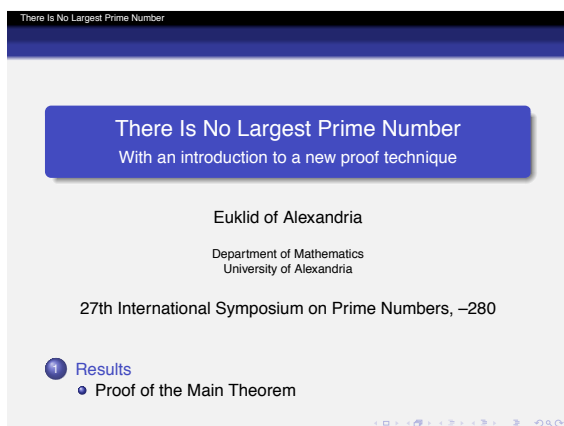 There Is No Largest Prime Number
There Is No Largest Prime Number
With an introduction to a new proof technique
Euklid of Alexandria
Department of Mathematics
University of Alexandria
27th International Symposium on Prime Numbers, –280
1 Results
Proof of the Main Theorem